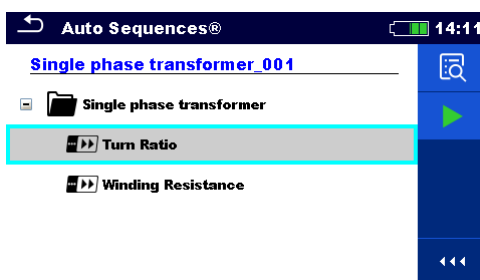 Auto Sequences®
14:11
Single phase transformer_001
Single phase transformer
Turn Ratio
Winding Resistance